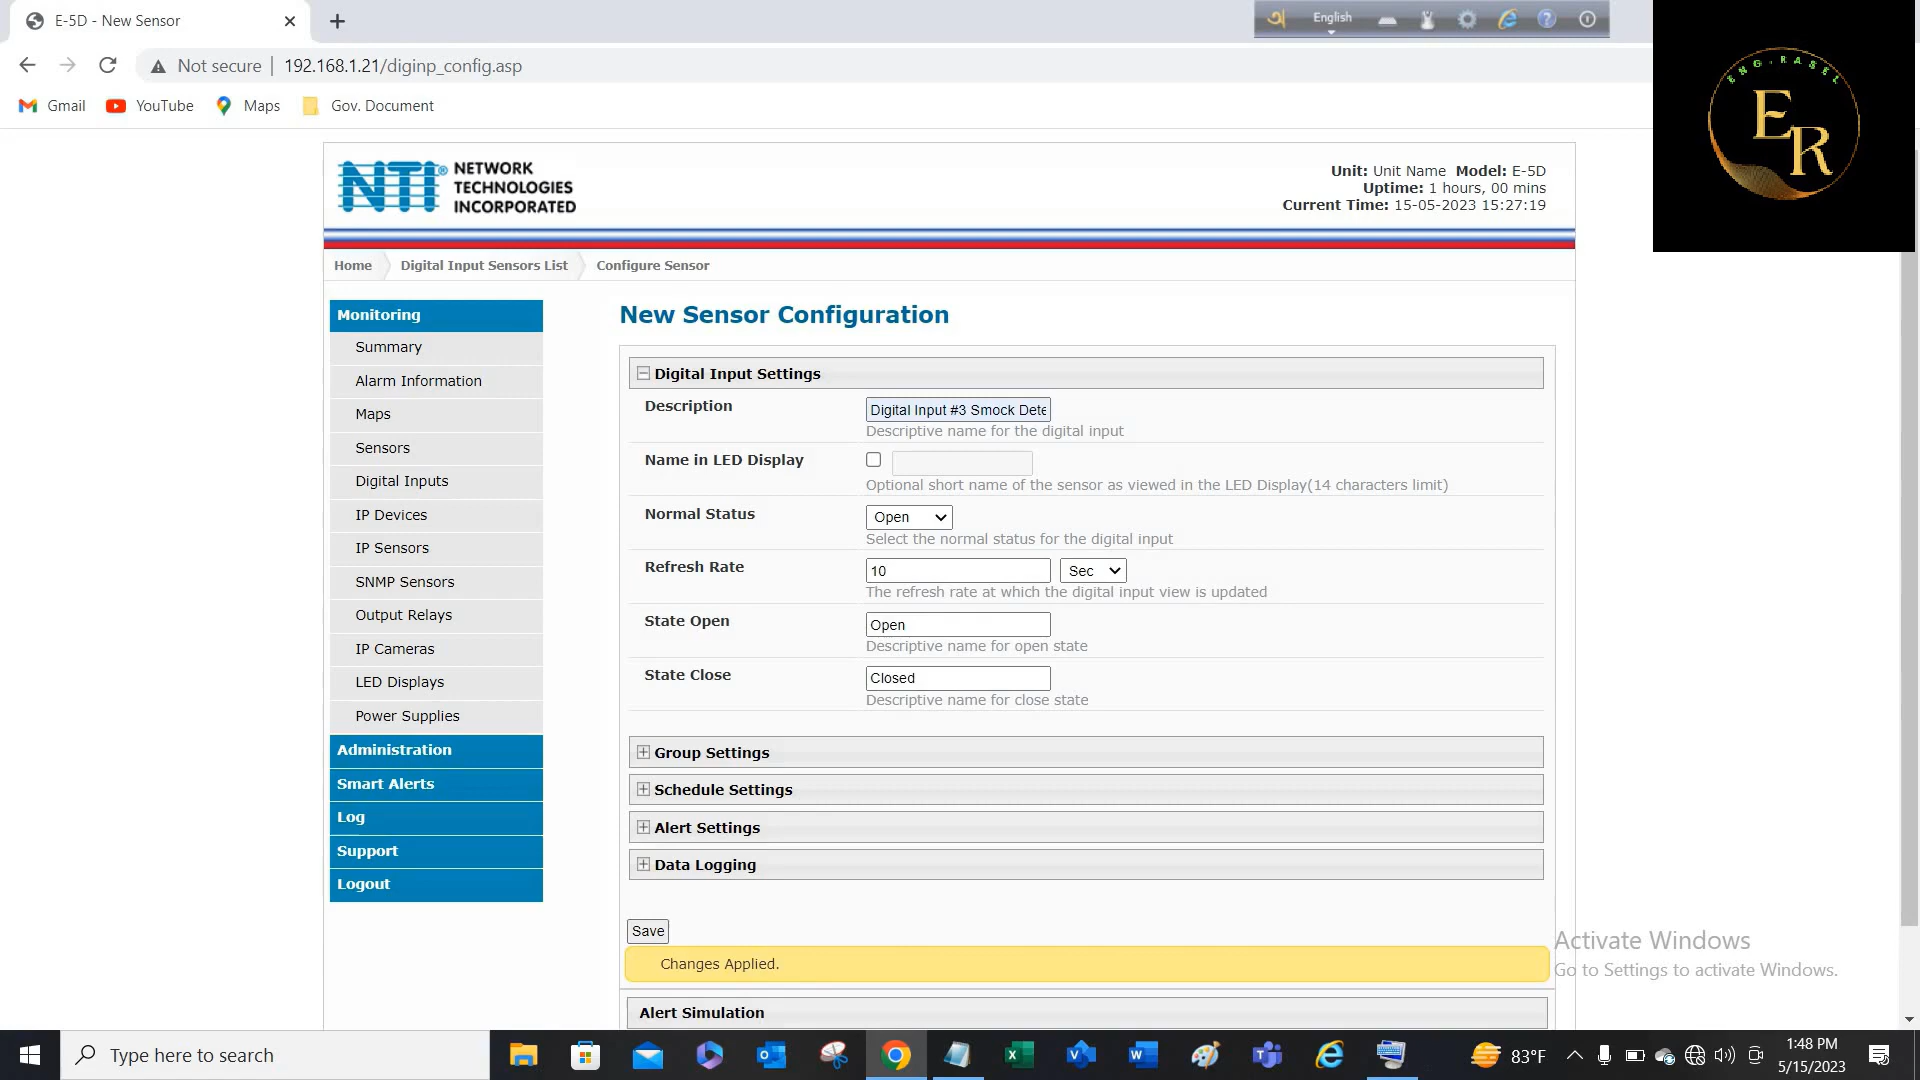 E-5D - New Sensor
English
Not secure
192.168.1.21/diginp_config.asp
Gmail
YouTube
Maps
Gov. Document
ENG.RASEL
ER
NTI® NETWORK
TECHNOLOGIES
INCORPORATED
Unit: Unit Name Model: E-5D
Uptime: 1 hours, 00 mins
Current Time: 15-05-2023 15:27:19
Home
Digital Input Sensors List
Configure Sensor
Monitoring
Summary
Alarm Information
Maps
Sensors
Digital Inputs
IP Devices
IP Sensors
SNMP Sensors
Output Relays
IP Cameras
LED Displays
Power Supplies
Administration
Smart Alerts
Log
Support
Logout
New Sensor Configuration
Digital Input Settings
Description
Digital Input #3 Smock Dete
Descriptive name for the digital input
Name in LED Display
Optional short name of the sensor as viewed in the LED Display(14 characters limit)
Normal Status
Open
Select the normal status for the digital input
Refresh Rate
10 Sec
The refresh rate at which the digital input view is updated
State Open
Open
Descriptive name for open state
State Close
Closed
Descriptive name for close state
Group Settings
Schedule Settings
Alert Settings
Data Logging
Save
Changes Applied.
Alert Simulation
Activate Windows
Go to Settings to activate Windows.
Type here to search
83°F
1:48 PM
5/15/2023